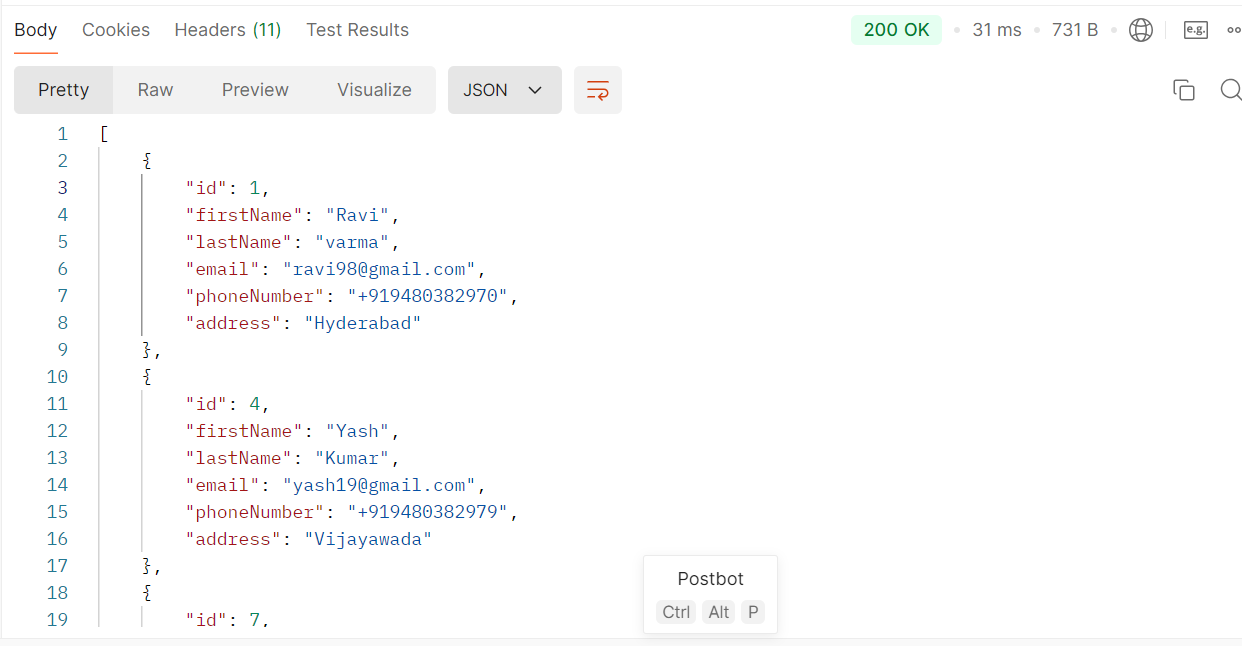 Body Cookies Headers (11) Test Results 200 OK 31 ms 731 B e.g.
Pretty Raw Preview Visualize JSON
1 [
2 {
3 "id": 1,
4 "firstName": "Ravi",
5 "lastName": "varma",
6 "email": "ravi98@gmail.com",
7 "phoneNumber": "+919480382970",
8 "address": "Hyderabad"
9 },
10 {
11 "id": 4,
12 "firstName": "Yash",
13 "lastName": "Kumar",
14 "email": "yash19@gmail.com",
15 "phoneNumber": "+919480382979",
16 "address": "Vijayawada"
17 },
18 {
19 "id": 7,
Postbot
Ctrl Alt P